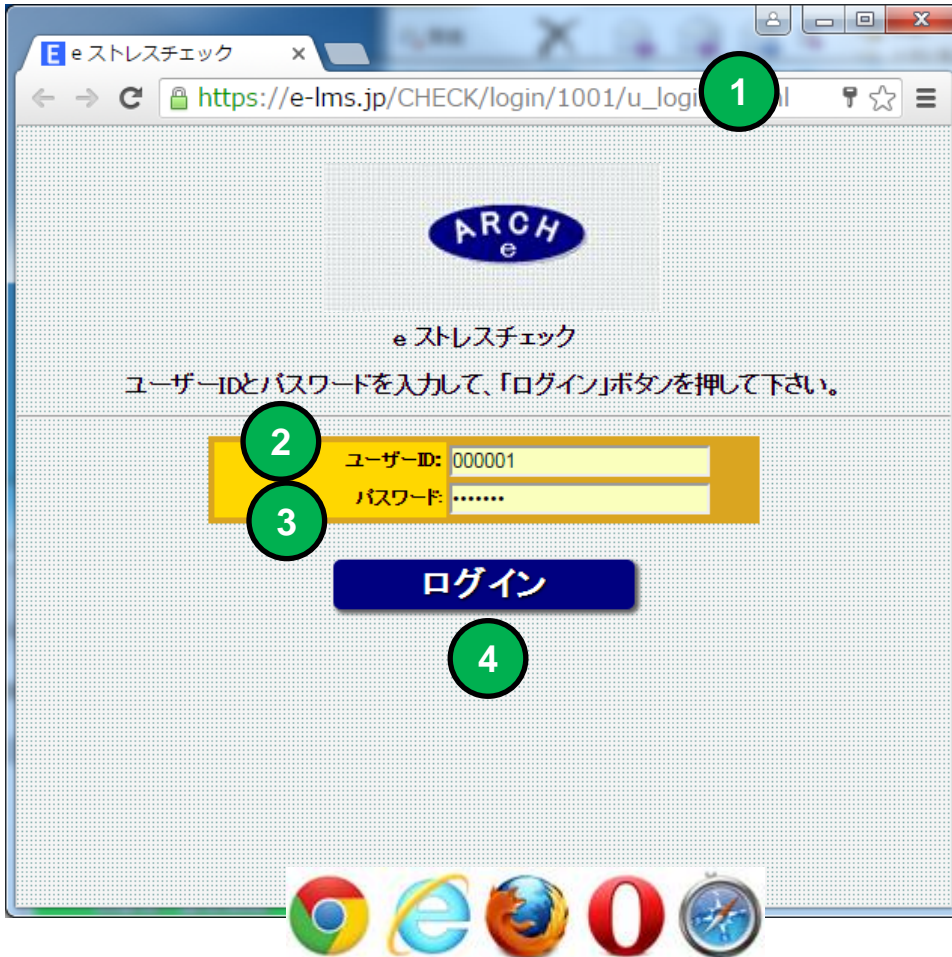 E e ストレスチェック
https://e-lms.jp/CHECK/login/1001/u_logi
1
ARCH
e
e ストレスチェック
ユーザーIDとパスワードを入力して、「ログイン」ボタンを押して下さい。
2
ユーザーID: 000001
パスワード: •••••••
3
ログイン
4